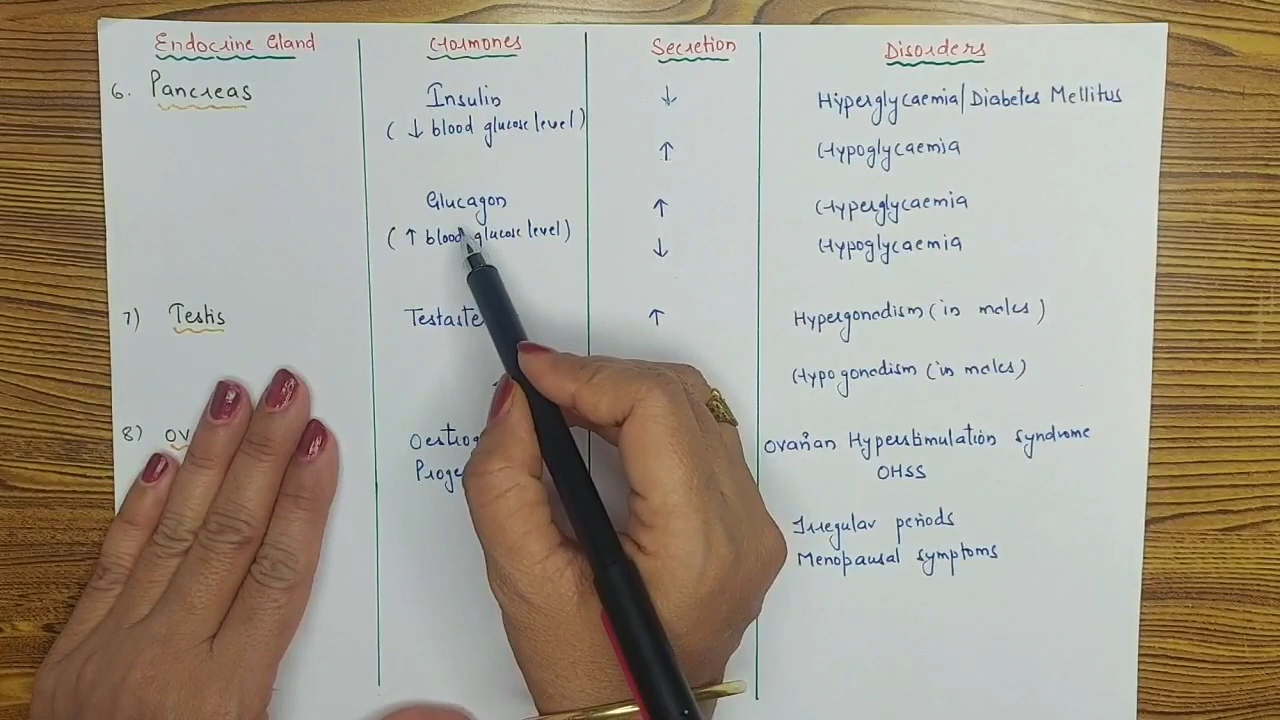 Endocrine Gland Hormones Secretion Disorders
6. Pancreas Insulin ↓ Hyperglycaemia/Diabetes Mellitus
( ↓ blood glucose level)
↑ Hypoglycaemia
Glucagon ↑ Hyperglycaemia
( ↑ blood glucose level) ↓ Hypoglycaemia
7) Testis ↑ Hypergonadism (in males)
Hypogonadism (in males)
8) Ovarian Hyperstimulation syndrome
OHSS
Irregular periods
Menopausal symptoms